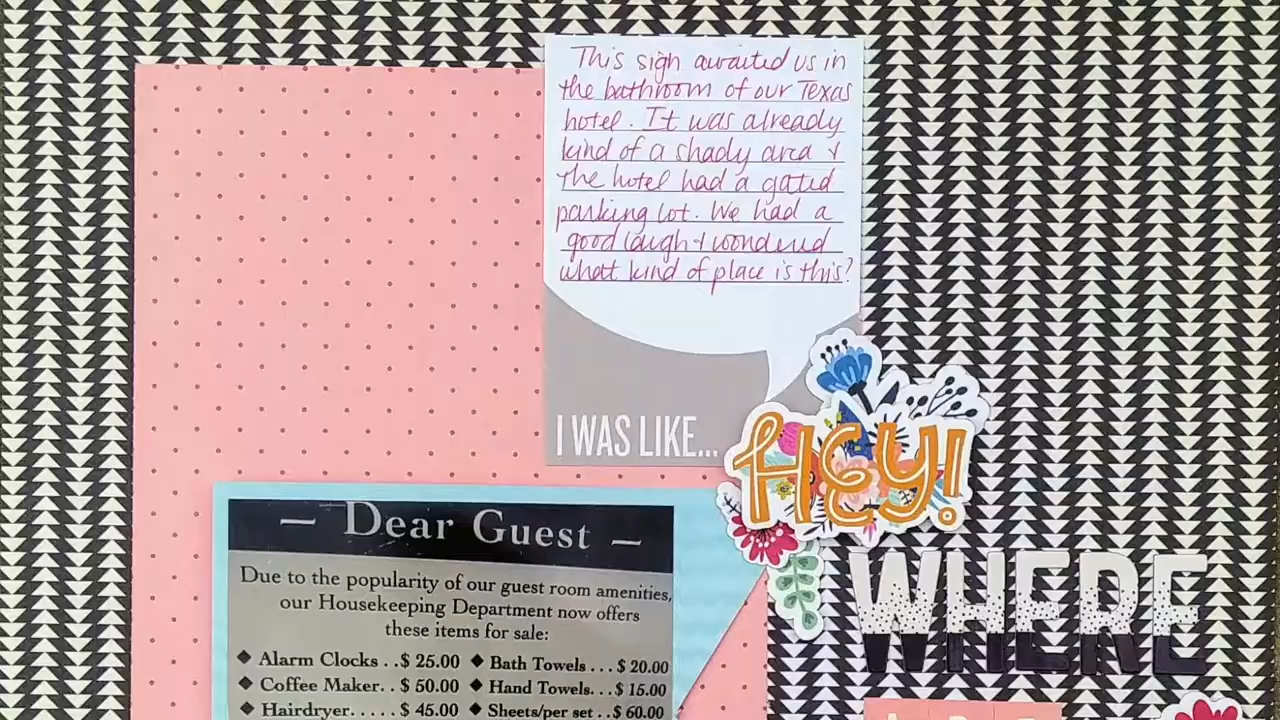 This sign awaited us in
the bathroom of our Texas
hotel. It was already
kind of a shady area +
the hotel had a gated
parking lot. We had a
good laugh + wondered
what kind of place is this?
I WAS LIKE...
HEY!
— Dear Guest —
Due to the popularity of our guest room amenities,
our Housekeeping Department now offers
these items for sale:
◆ Alarm Clocks . . $ 25.00 ◆ Bath Towels . . . $ 20.00
◆ Coffee Maker. . $ 50.00 ◆ Hand Towels. . . $ 15.00
◆ Hairdryer. . . . . $ 45.00 ◆ Sheets/per set . . $ 60.00
WHERE